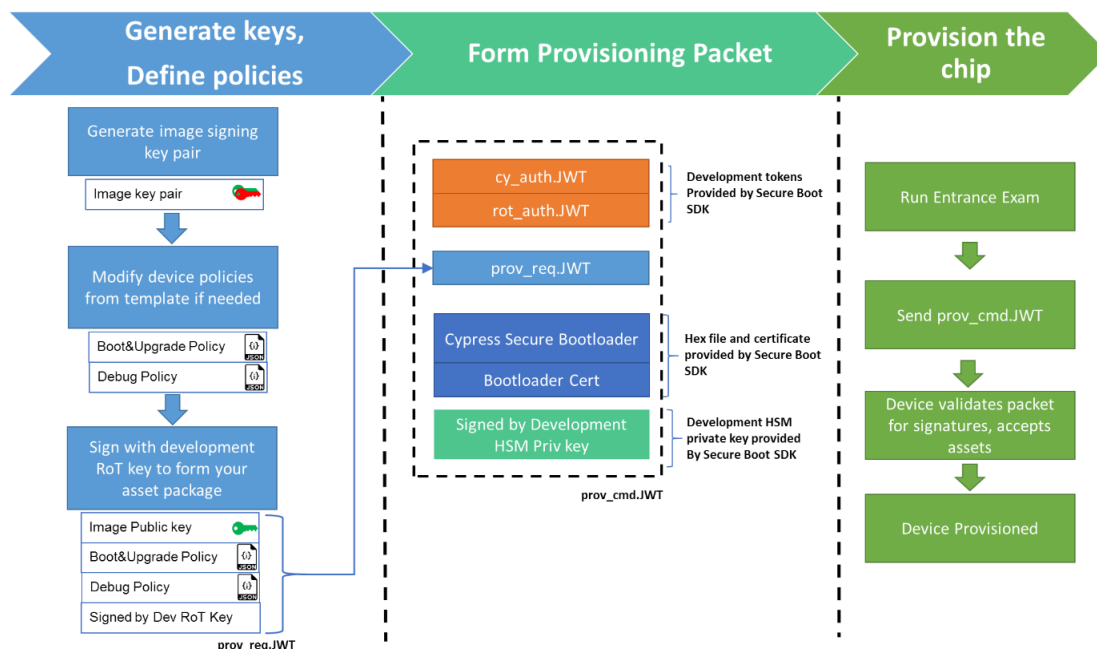 Generate keys,
Define policies
Form Provisioning Packet
Provision the
chip
Generate image signing
key pair
Image key pair
Modify device policies
from template if needed
Boot&Upgrade Policy
{i}
JSON
Debug Policy
{i}
JSON
Sign with development
RoT key to form your
asset package
Image Public key
Boot&Upgrade Policy
{i}
JSON
Debug Policy
{i}
JSON
Signed by Dev RoT Key
prov_req.JWT
cy_auth.JWT
rot_auth.JWT
Development tokens
Provided by Secure Boot
SDK
prov_req.JWT
Cypress Secure Bootloader
Bootloader Cert
Hex file and certificate
provided by Secure Boot
SDK
Signed by Development
HSM Priv key
Development HSM
private key provided
By Secure Boot SDK
prov_cmd.JWT
Run Entrance Exam
Send prov_cmd.JWT
Device validates packet
for signatures, accepts
assets
Device Provisioned